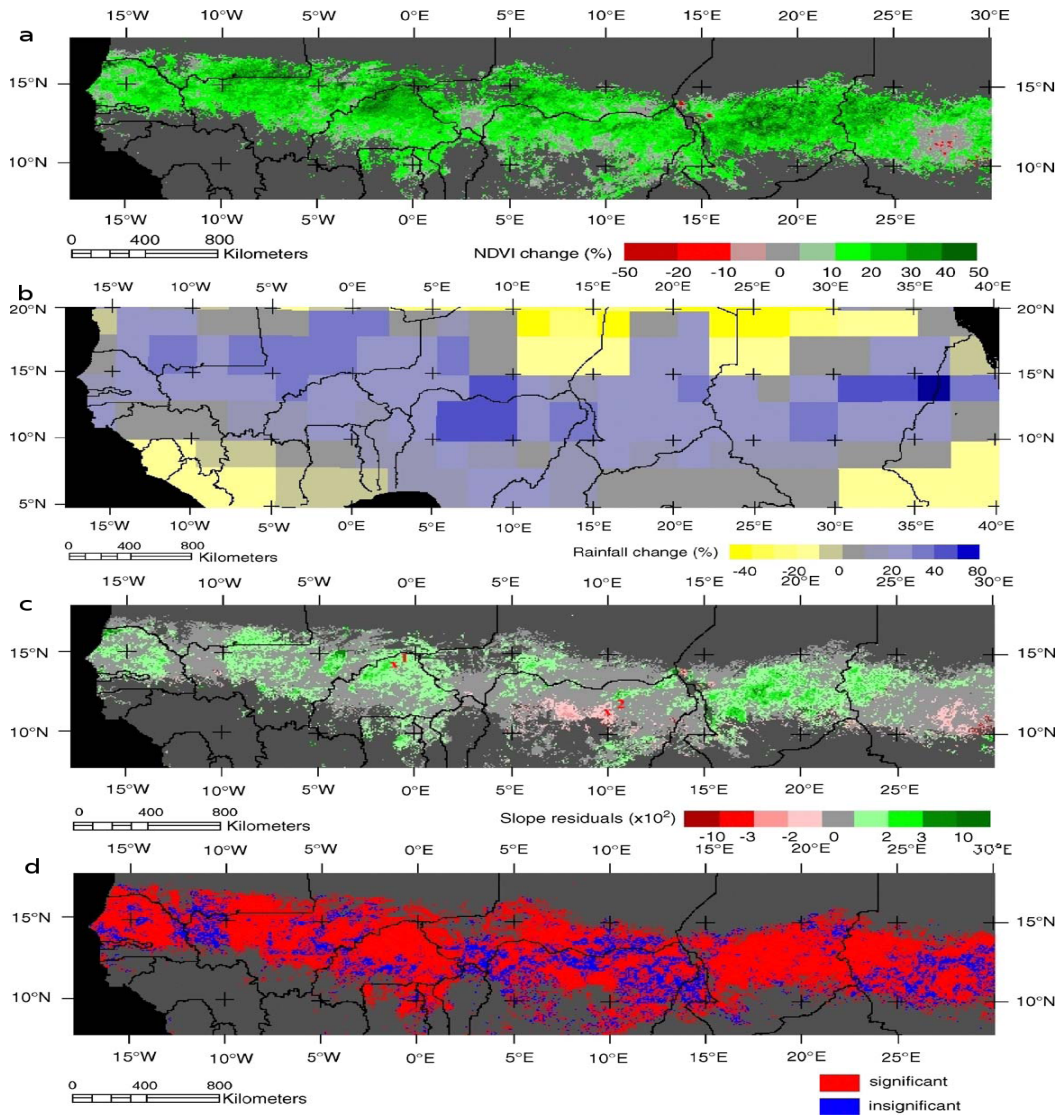 15°W 10°W 5°W 0°E 5°E 10°E 15°E 20°E 25°E 30°E
a
15°N 15°N
10°N 10°N
15°W 10°W 5°W 0°E 5°E 10°E 15°E 20°E 25°E
0 400 800
Kilometers
NDVI change (%)
-50 -20 -10 0 10 20 30 40 50
b
15°W 10°W 5°W 0°E 5°E 10°E 15°E 20°E 25°E 30°E 35°E 40°E
20°N 20°N
15°N 15°N
10°N 10°N
5°N 5°N
10°W 5°W 0°E 5°E 10°E 15°E 20°E 25°E 30°E 35°E 40°E
0 400 800
Kilometers
Rainfall change (%)
-40 -20 0 20 40 80
15°W 10°W 5°W 0°E 5°E 10°E 15°E 20°E 25°E 30°E
c
15°N 15°N
1
2
10°N 10°N
15°W 10°W 5°W 0°E 5°E 10°E 15°E 20°E 25°E
0 400 800
Kilometers
Slope residuals (x10²)
-10 -3 -2 0 2 3 10
15°W 10°W 5°W 0°E 5°E 10°E 15°E 20°E 25°E 30°E
d
15°N 15°N
10°N 10°N
15°W 10°W 5°W 0°E 5°E 10°E 15°E 20°E 25°E
0 400 800
Kilometers
significant
insignificant